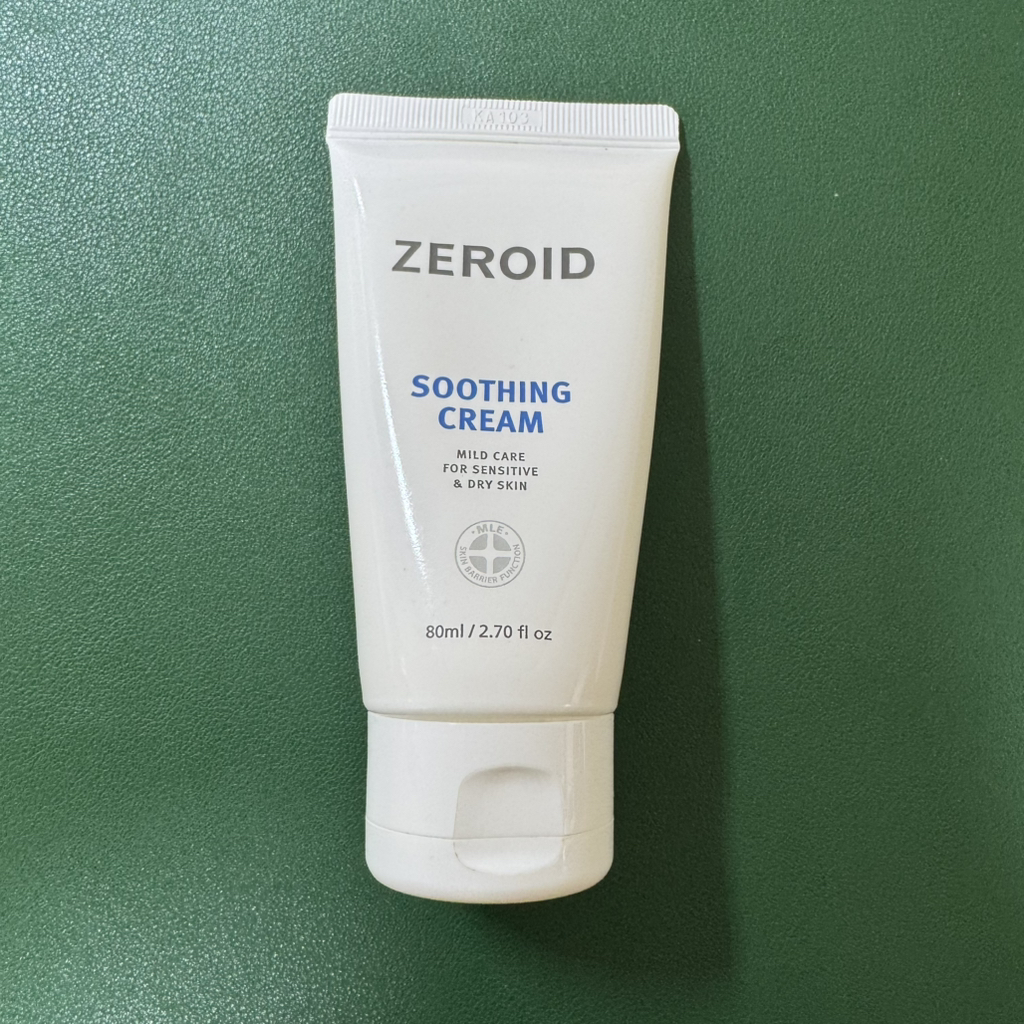 KA103
ZEROID
SOOTHING
CREAM
MILD CARE
FOR SENSITIVE
& DRY SKIN
·MLE·
SKIN BARRIER FUNCTION
80ml / 2.70 fl oz